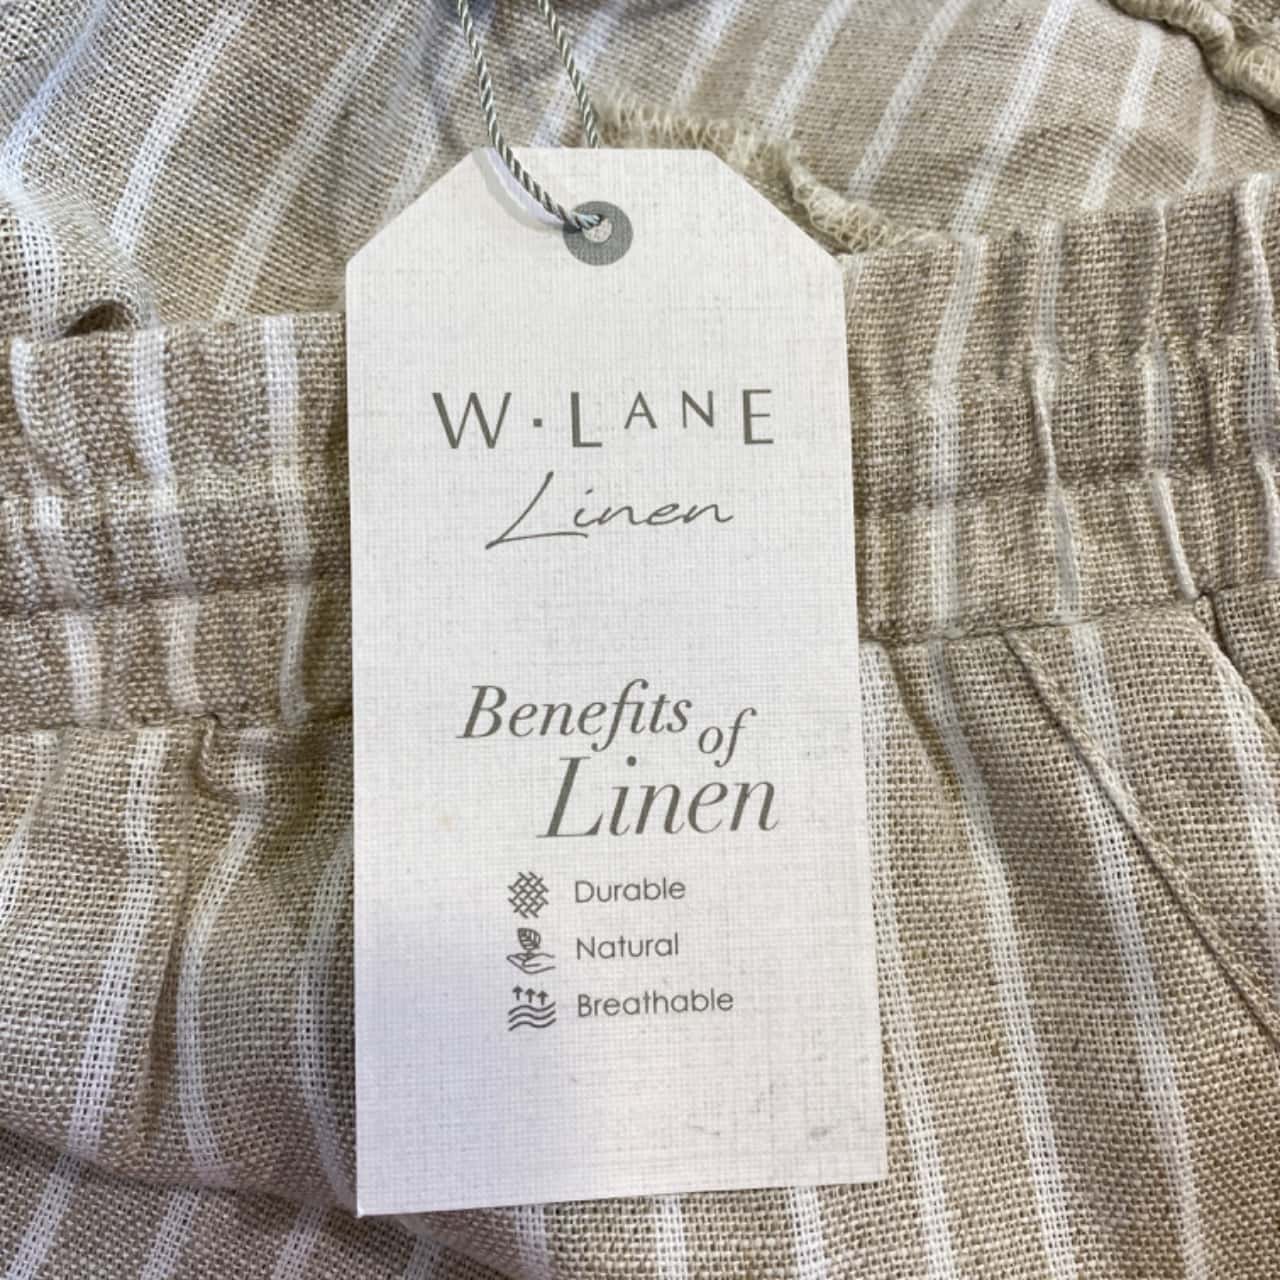 W·LANE
Linen
Benefits of
Linen
Durable
Natural
Breathable